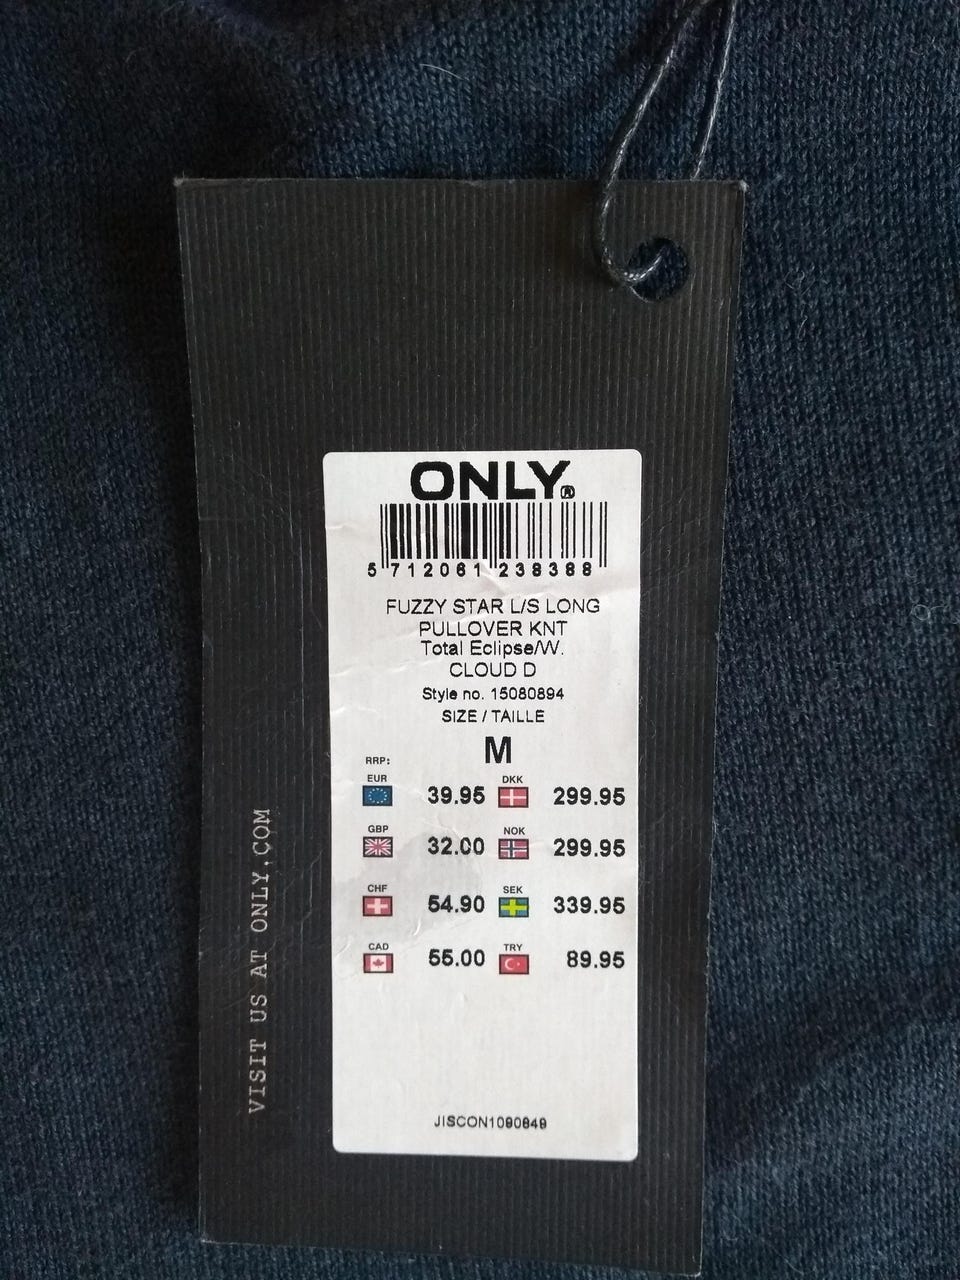 ONLY®
5 712061 238388
FUZZY STAR L/S LONG
PULLOVER KNT
Total Eclipse/W.
CLOUD D
Style no. 15080894
SIZE / TAILLE
M
RRP:
EUR 39.95 DKK 299.95
GBP 32.00 NOK 299.95
CHF 54.90 SEK 339.95
CAD 55.00 TRY 89.95
JISCON1090849
VISIT US AT ONLY.COM